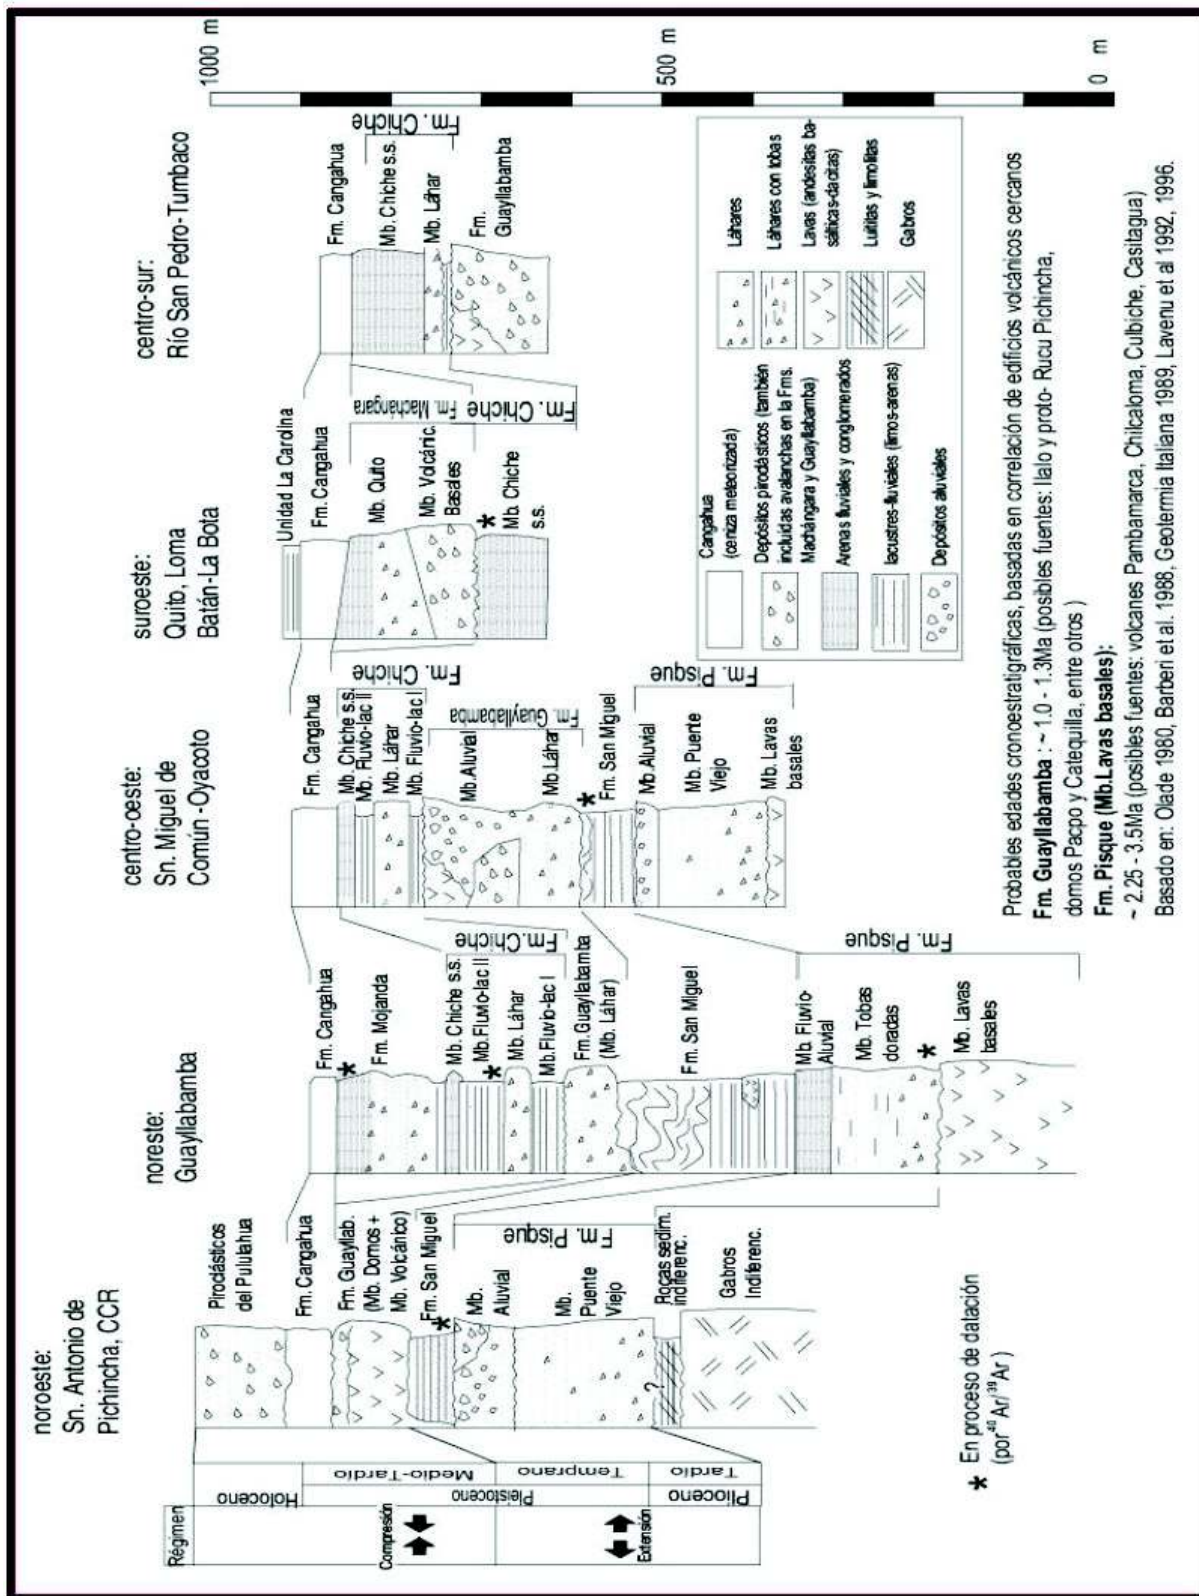 noroeste:
Sn. Antonio de
Pichincha, CCR
noreste:
Guayllabamba
centro-oeste:
Sn. Miguel de
Común -Oyacoto
suroeste:
Quito, Loma
Batán-La Bota
centro-sur:
Río San Pedro-Tumbaco
1000 m
500 m
0 m
Régimen
Compresión
Extensión
Holoceno
Pleistoceno
Plioceno
Medio-Tardío
Temprano
Tardío
Piroclásticos
del Pululahua
Fm. Cangahua
Fm. Guayllab.
(Mb. Domos +
Mb. Volcánico)
Fm. San Miguel
*
Mb.
Aluvial
Mb.
Puente
Viejo
Fm. Pisque
?
Rocas sedim.
indiferenc.
Gabros
Indiferenc.
Fm. Cangahua
*
Fm. Mojanda
Mb. Chiche s.s.
Mb.Fluvio-lac II
*
Mb. Láhar
Mb.Fluvio-lac I
Fm.Chiche
Fm.Guayllabamba
(Mb. Láhar)
Fm. San Miguel
Mb. Fluvio-
Aluvial
Mb. Tobas
doradas
*
Mb. Lavas
basales
Fm. Pisque
Fm. Cangahua
Mb. Chiche s.s.
Mb. Fluvio-lac II
Mb. Láhar
Mb. Fluvio-lac I
Fm. Chiche
Mb.Aluvial
Mb.Láhar
Fm. Guayllabamba
*
Fm. San Miguel
Mb.Aluvial
Mb. Puente
Viejo
Mb. Lavas
basales
Fm. Pisque
Unidad La Carolina
Fm. Cangahua
Mb. Quito
Mb. Volcánic.
Basales
Fm. Machángara
*
Mb. Chiche
s.s.
Fm. Chiche
Fm. Cangahua
Mb. Chiche s.s.
Mb. Láhar
Fm. Chiche
Fm.
Guayllabamba
Cangahua
(ceniza meteorizada)
Depósitos piroclásticos (también
incluidas avalanchas en la Fms.
Machángara y Guayllabamba)
Arenas fluviales y conglomerados
lacustres-fluviales (limos-arenas)
Depósitos aluviales
Láhares
Láhares con tobas
Lavas (andesitas ba-
sálticas-dacitas)
Lutitas y limolitas
Gabros
Probables edades cronoestratigráficas, basadas en correlación de edificios volcánicos cercanos
Fm. Guayllabamba : ~ 1.0 - 1.3Ma (posibles fuentes: Ilalo y proto- Rucu Pichincha,
domos Pacpo y Catequilla, entre otros )
Fm. Pisque (Mb.Lavas basales):
~ 2.25 - 3.5Ma (posibles fuentes: volcanes Pambamarca, Chilcaloma, Culbiche, Casitagua)
Basado en: Olade 1980, Barberi et al. 1988, Geotermia Italiana 1989, Lavenu et al 1992, 1996.
* En proceso de datación
(por ⁴⁰ Ar/³⁹Ar )